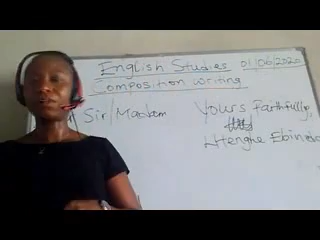 English Studies 01/06/2020
Composition writing
Sir/Madam
Yours faithfully,